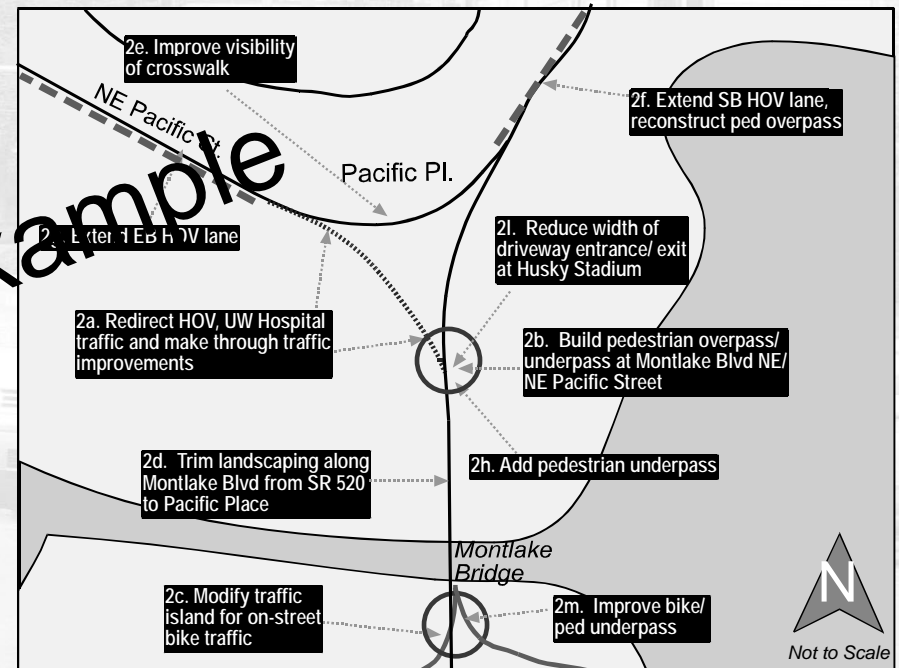 2e. Improve visibility
of crosswalk
2f. Extend SB HOV lane,
reconstruct ped overpass
NE Pacific St.
Pacific Pl.
xample
Extend EB HOV lane
2l. Reduce width of
driveway entrance/ exit
at Husky Stadium
2a. Redirect HOV, UW Hospital
traffic and make through traffic
improvements
2b. Build pedestrian overpass/
underpass at Montlake Blvd NE/
NE Pacific Street
2d. Trim landscaping along
Montlake Blvd from SR 520
to Pacific Place
2h. Add pedestrian underpass
Montlake
Bridge
2c. Modify traffic
island for on-street
bike traffic
2m. Improve bike/
ped underpass
N
Not to Scale